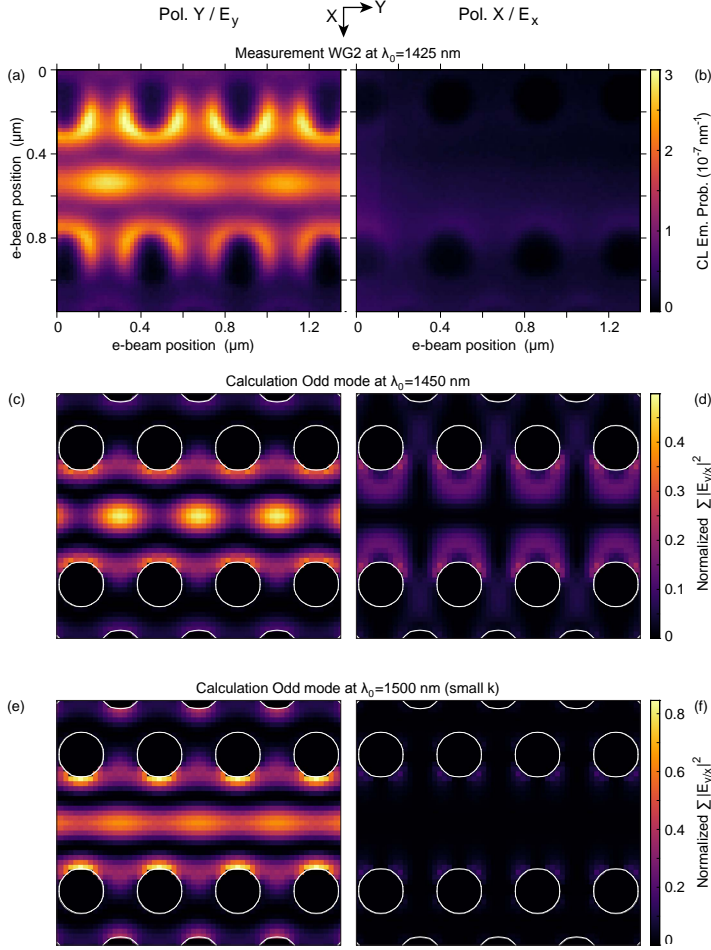 Pol. Y / Ey
X
Y
Pol. X / Ex
Measurement WG2 at λ0=1425 nm
(a)
(b)
0
0.4
0.8
e-beam position (μm)
0
0.4
0.8
1.2
e-beam position (μm)
0
0.4
0.8
1.2
e-beam position (μm)
3
2
1
0
CL Em. Prob. (10-7 nm-1)
Calculation Odd mode at λ0=1450 nm
(c)
(d)
0.4
0.3
0.2
0.1
0
Normalized Σ |Ey/x|2
Calculation Odd mode at λ0=1500 nm (small k)
(e)
(f)
0.8
0.6
0.4
0.2
0
Normalized Σ |Ey/x|2